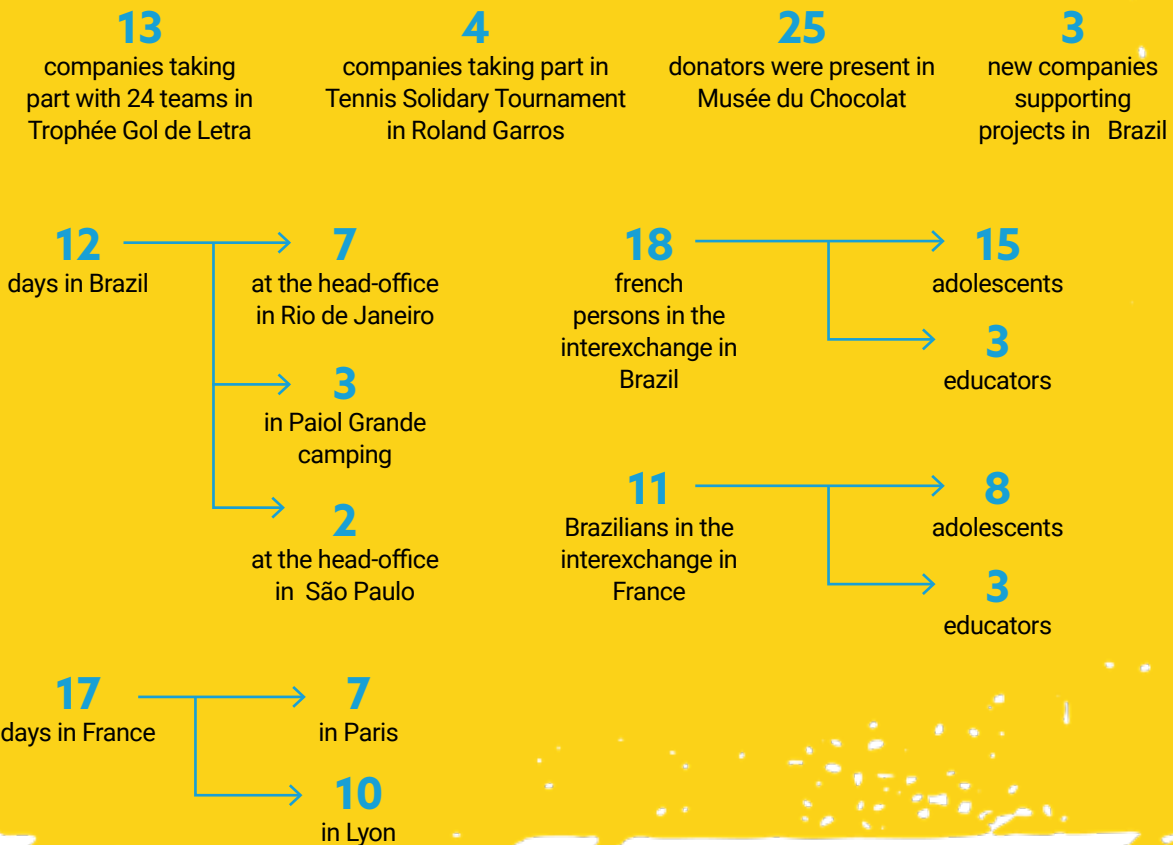 13
companies taking
part with 24 teams in
Trophée Gol de Letra
4
companies taking part in
Tennis Solidary Tournament
in Roland Garros
25
donators were present in
Musée du Chocolat
3
new companies
supporting
projects in Brazil
12
days in Brazil
7
at the head-office
in Rio de Janeiro
3
in Paiol Grande
camping
2
at the head-office
in São Paulo
18
french
persons in the
interexchange in
Brazil
15
adolescents
3
educators
11
Brazilians in the
interexchange in
France
8
adolescents
3
educators
17
days in France
7
in Paris
10
in Lyon